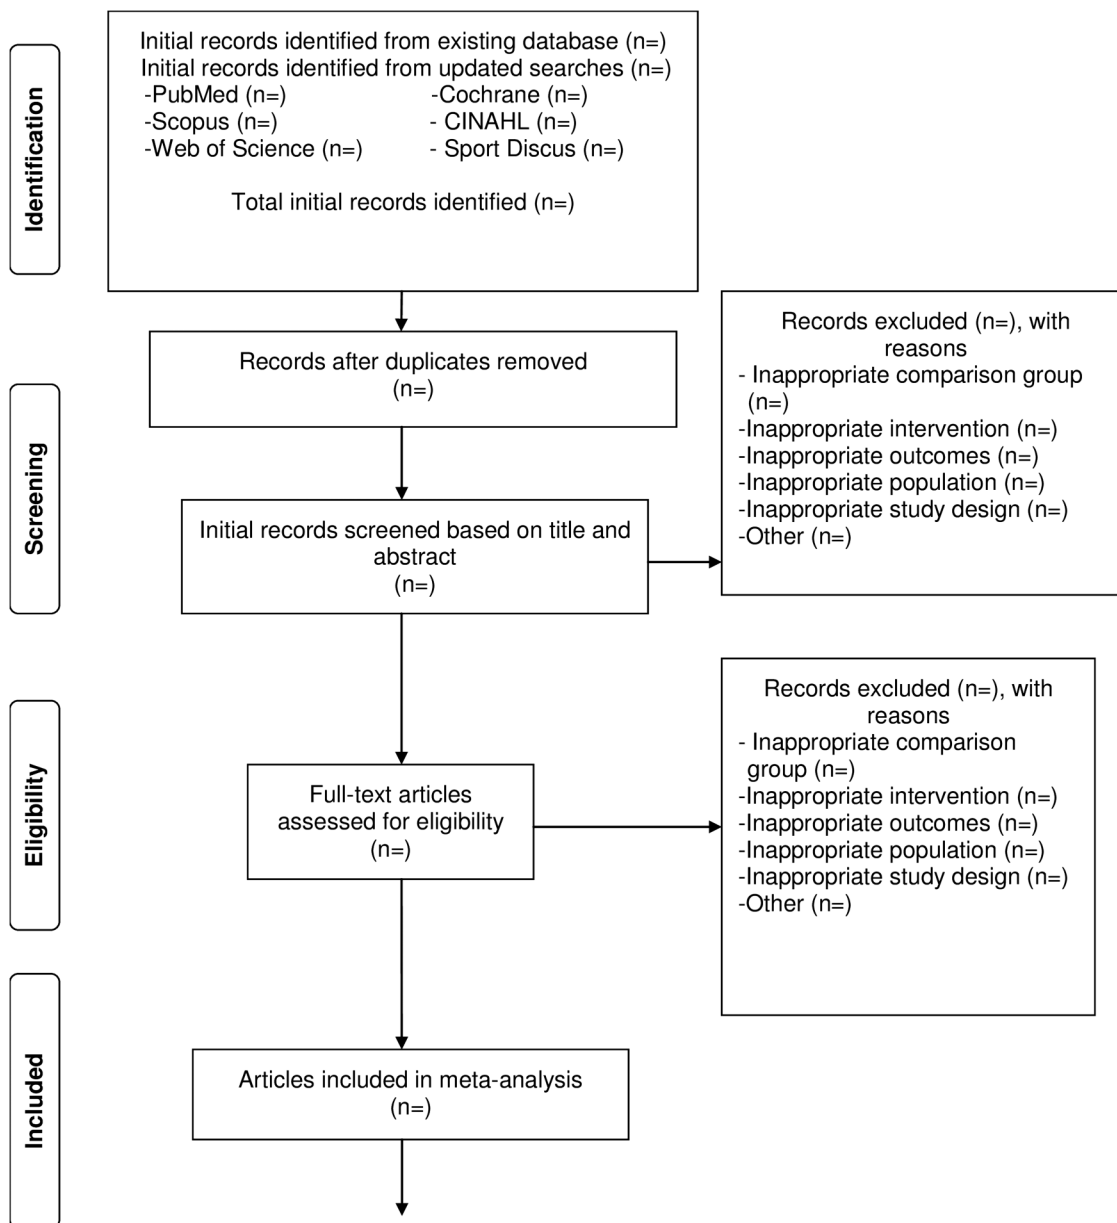 Identification
Initial records identified from existing database (n=)
Initial records identified from updated searches (n=)
-PubMed (n=) -Cochrane (n=)
-Scopus (n=) - CINAHL (n=)
-Web of Science (n=) - Sport Discus (n=)
Total initial records identified (n=)
Screening
Records after duplicates removed
(n=)
Initial records screened based on title and
abstract
(n=)
Records excluded (n=), with
reasons
- Inappropriate comparison group
(n=)
-Inappropriate intervention (n=)
-Inappropriate outcomes (n=)
-Inappropriate population (n=)
-Inappropriate study design (n=)
-Other (n=)
Eligibility
Full-text articles
assessed for eligibility
(n=)
Records excluded (n=), with
reasons
- Inappropriate comparison
group (n=)
-Inappropriate intervention (n=)
-Inappropriate outcomes (n=)
-Inappropriate population (n=)
-Inappropriate study design (n=)
-Other (n=)
Included
Articles included in meta-analysis
(n=)